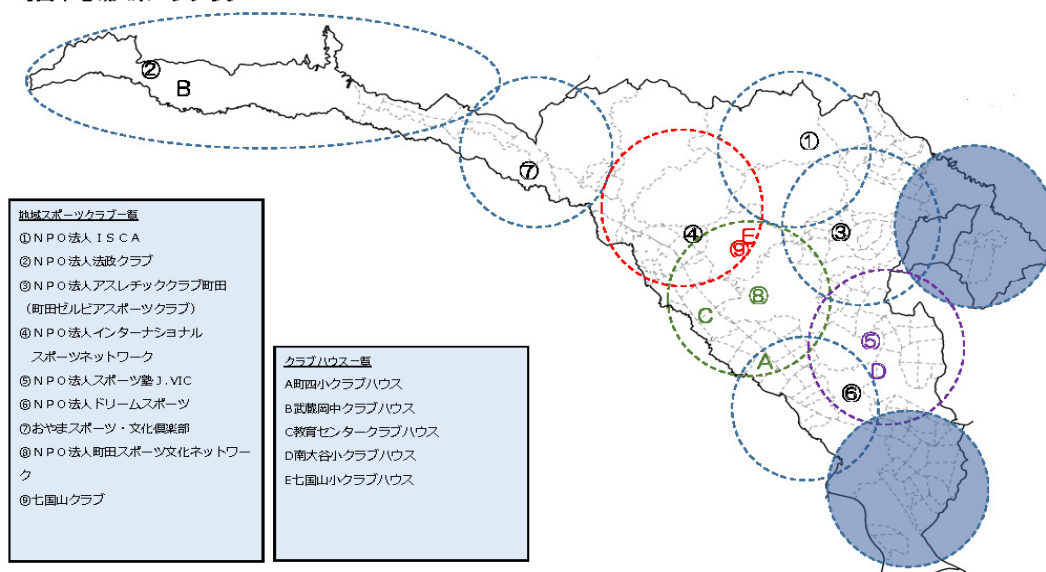 ②
B
⑦
①
③
④
E
⑨
⑧
C
A
⑤
D
⑥
地域スポーツクラブ一覧
①NPO法人ISCA
②NPO法人法政クラブ
③NPO法人アスレチッククラブ町田
（町田ゼルビアスポーツクラブ）
④NPO法人インターナショナル
スポーツネットワーク
⑤NPO法人スポーツ塾J.VIC
⑥NPO法人ドリームスポーツ
⑦おやまスポーツ・文化倶楽部
⑧NPO法人町田スポーツ文化ネットワー
ク
⑨七国山クラブ
クラブハウス一覧
A町四小クラブハウス
B武蔵岡中クラブハウス
C教育センタークラブハウス
D南大谷小クラブハウス
E七国山小クラブハウス